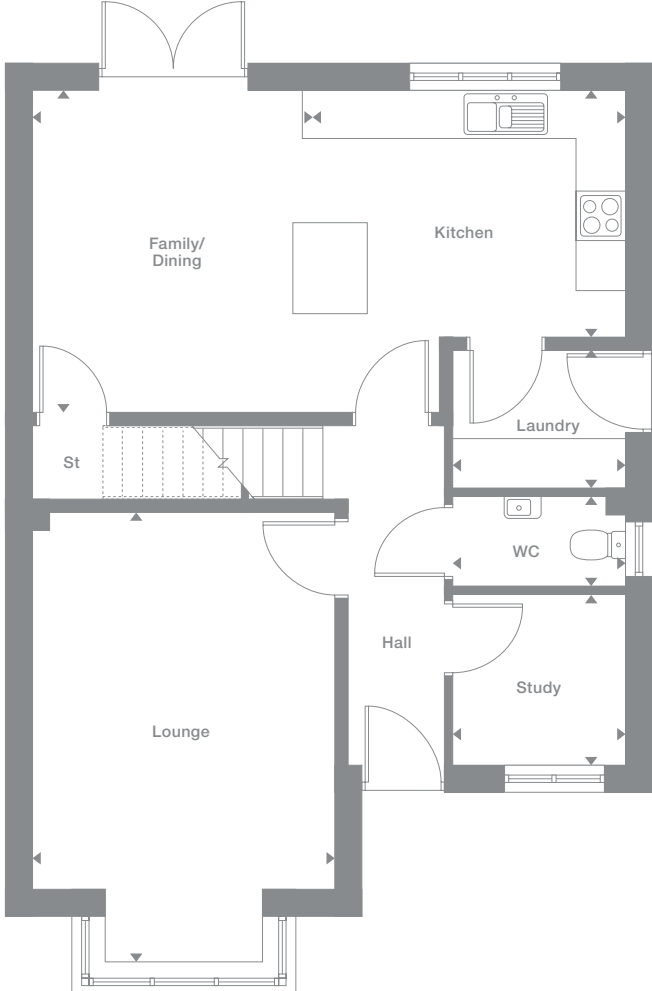 Family/
Dining
Kitchen
Laundry
St
WC
Hall
Study
Lounge